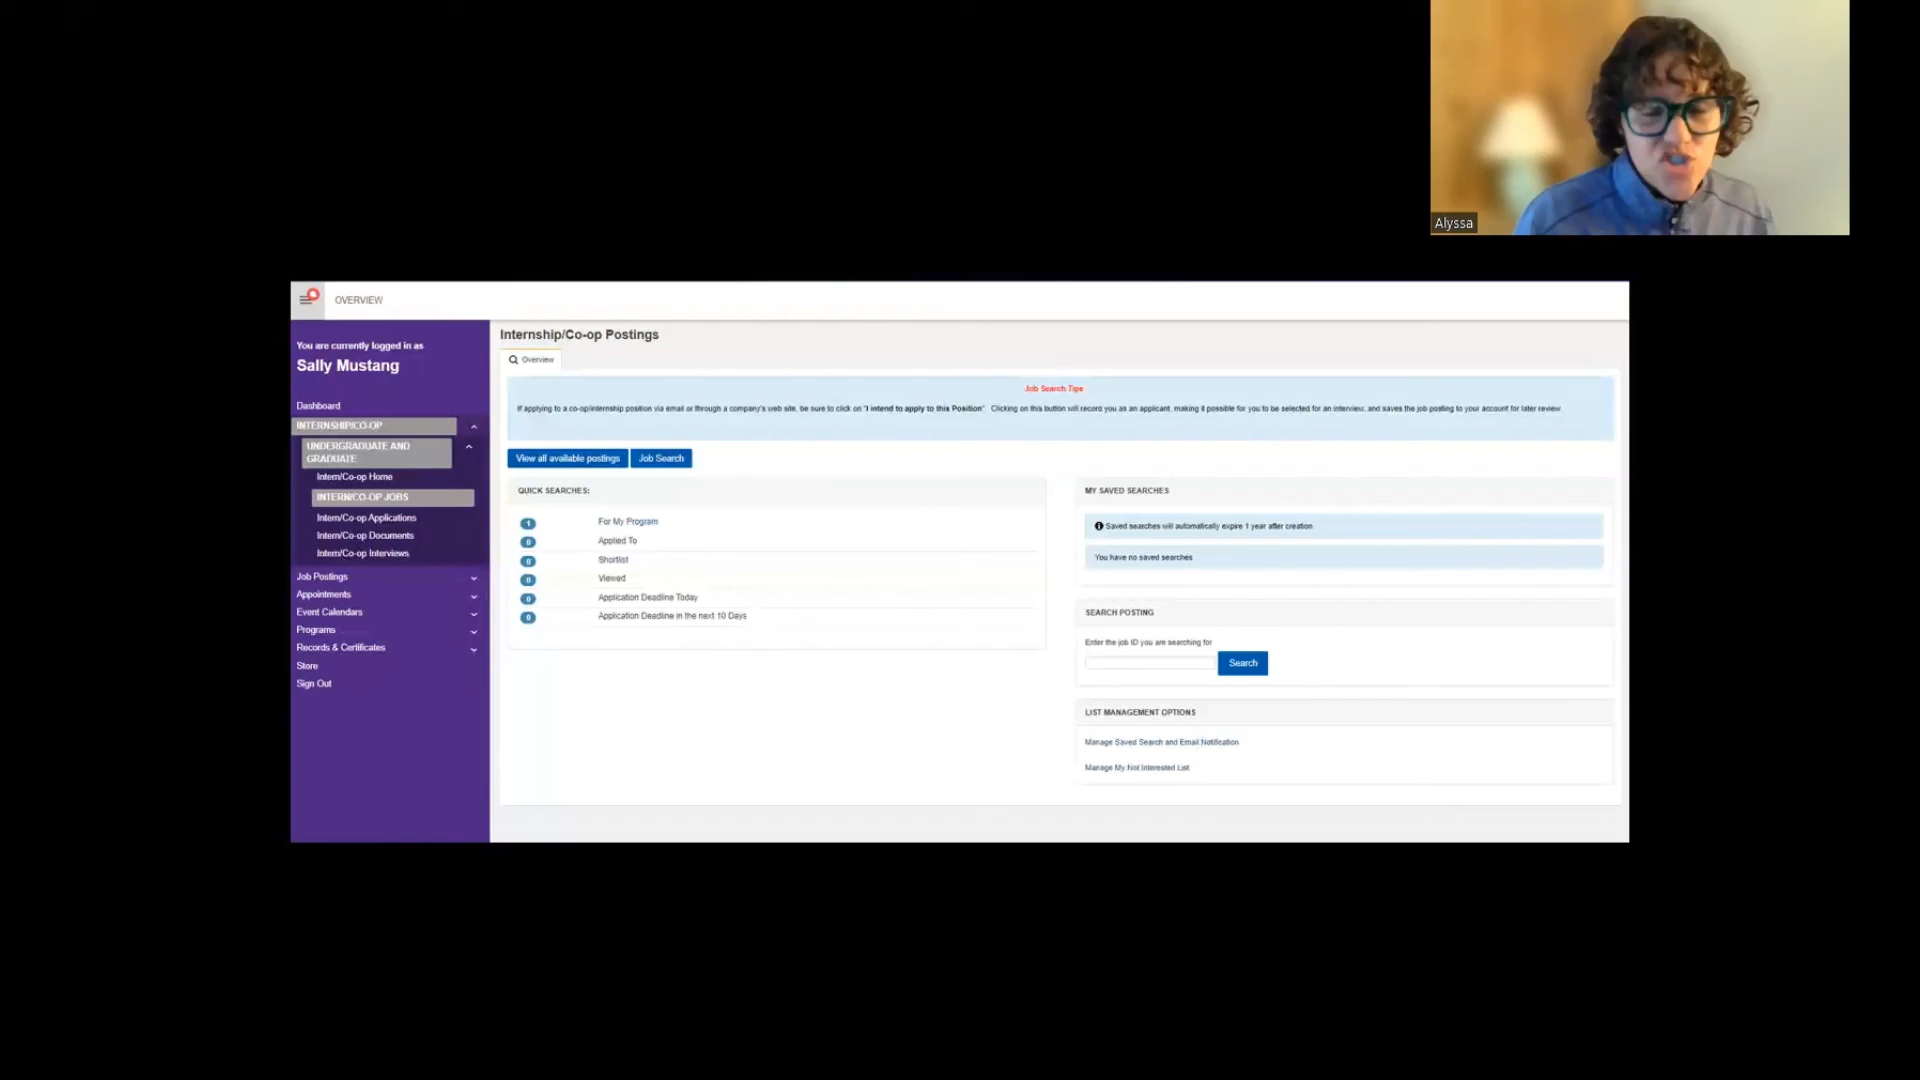 Alyssa
OVERVIEW
You are currently logged in as
Sally Mustang
Dashboard
INTERNSHIP/CO-OP
UNDERGRADUATE AND
GRADUATE
Intern/Co-op Home
INTERN/CO-OP JOBS
Intern/Co-op Applications
Intern/Co-op Documents
Intern/Co-op Interviews
Job Postings
Appointments
Event Calendars
Programs
Records & Certificates
Store
Sign Out
Internship/Co-op Postings
Overview
Job Search Tips
If applying to a co-op/internship position via email or through a company's web site, be sure to click on "I intend to apply to this Position". Clicking on this button will record you as an applicant, making it possible for you to be selected for an interview, and saves the job posting to your account for later review.
View all available postings
Job Search
QUICK SEARCHES:
1 For My Program
0 Applied To
0 Shortlist
0 Viewed
0 Application Deadline Today
0 Application Deadline in the next 10 Days
MY SAVED SEARCHES
Saved searches will automatically expire 1 year after creation
You have no saved searches
SEARCH POSTING
Enter the job ID you are searching for
Search
LIST MANAGEMENT OPTIONS
Manage Saved Search and Email Notification
Manage My Not Interested List